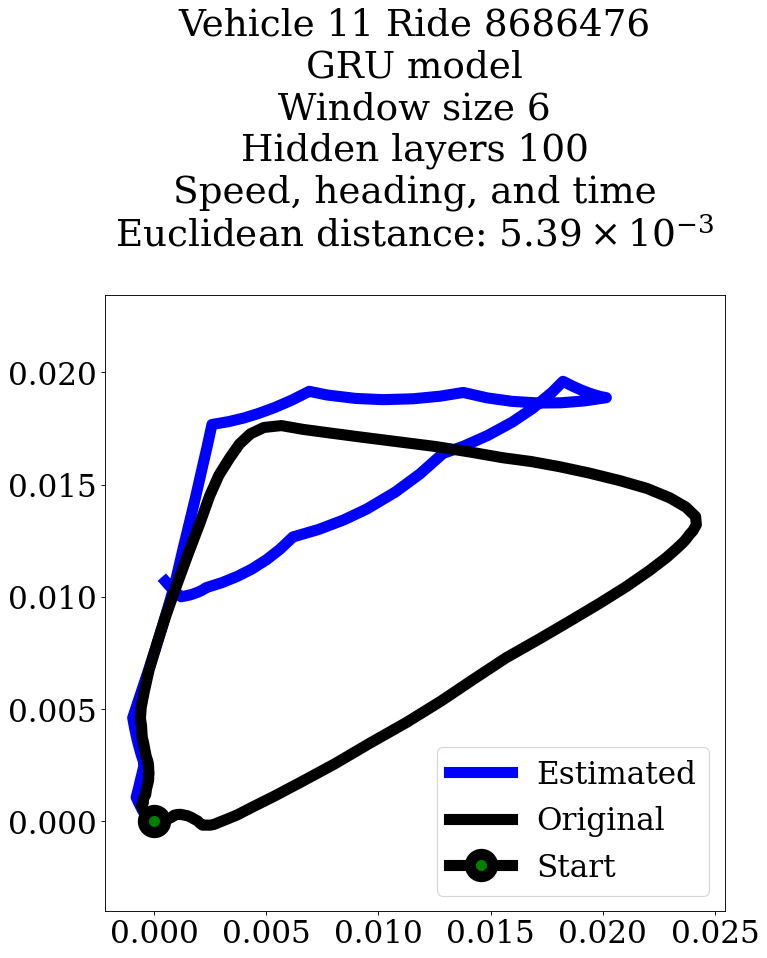 Vehicle 11 Ride 8686476
GRU model
Window size 6
Hidden layers 100
Speed, heading, and time
Euclidean distance: 5.39 × 10⁻³
0.020
0.015
0.010
0.005
0.000
Estimated
Original
Start
0.000 0.005 0.010 0.015 0.020 0.025